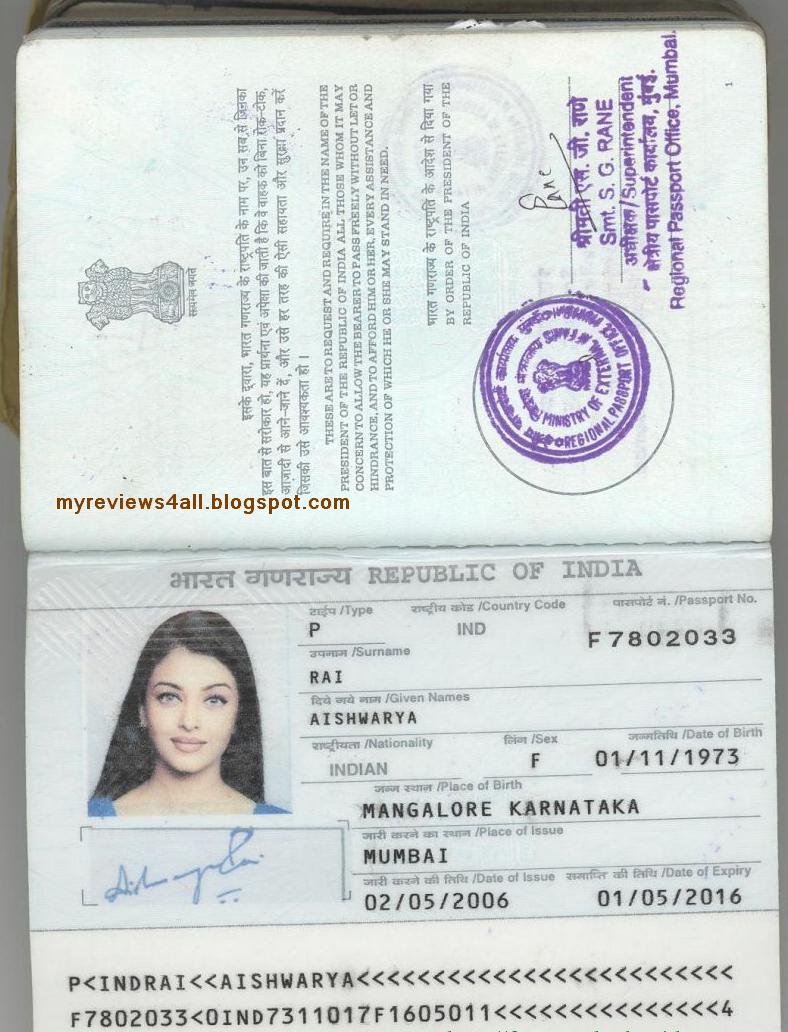 सत्यमेव जयते
इसके द्वारा, भारत गणराज्य के राष्ट्रपति के नाम पर, उन सब से जिनका
इस बात से सरोकार हो, यह प्रार्थना एवं अपेक्षा की जाती है कि वे वाहक को बिना रोक-टोक,
आज़ादी से आने-जाने दें, और उसे हर तरह की ऐसी सहायता और सुरक्षा प्रदान करें
जिसकी उसे आवश्यकता हो।
THESE ARE TO REQUEST AND REQUIRE IN THE NAME OF THE
PRESIDENT OF THE REPUBLIC OF INDIA ALL THOSE WHOM IT MAY
CONCERN TO ALLOW THE BEARER TO PASS FREELY WITHOUT LET OR
HINDRANCE, AND TO AFFORD HIM OR HER, EVERY ASSISTANCE AND
PROTECTION OF WHICH HE OR SHE MAY STAND IN NEED.
भारत गणराज्य के राष्ट्रपति के आदेश से दिया गया
BY ORDER OF THE PRESIDENT OF THE
REPUBLIC OF INDIA
Rane
श्रीमती एस. जी. राणे
Smt. S. G. RANE
अधीक्षक/Superintendent
क्षेत्रीय पासपोर्ट कार्यालय, मुंबई.
Regional Passport Office, Mumbai.
MINISTRY OF EXTERNAL AFFAIRS
REGIONAL PASSPORT OFFICE
1
myreviews4all.blogspot.com
भारत गणराज्य REPUBLIC OF INDIA
टाईप /Type राष्ट्रीय कोड /Country Code पासपोर्ट नं. /Passport No.
P IND F7802033
उपनाम /Surname
RAI
दिये गये नाम /Given Names
AISHWARYA
राष्ट्रीयता /Nationality लिंग /Sex जन्मतिथि /Date of Birth
INDIAN F 01/11/1973
जन्म स्थान /Place of Birth
MANGALORE KARNATAKA
जारी करने का स्थान /Place of Issue
MUMBAI
जारी करने की तिथि /Date of Issue समाप्ति की तिथि /Date of Expiry
02/05/2006 01/05/2016
Aishwarya Rai
P<INDRAI<<AISHWARYA<<<<<<<<<<<<<<<<<<<<<<<<<
F7802033<0IND7311017F1605011<<<<<<<<<<<<<<<4